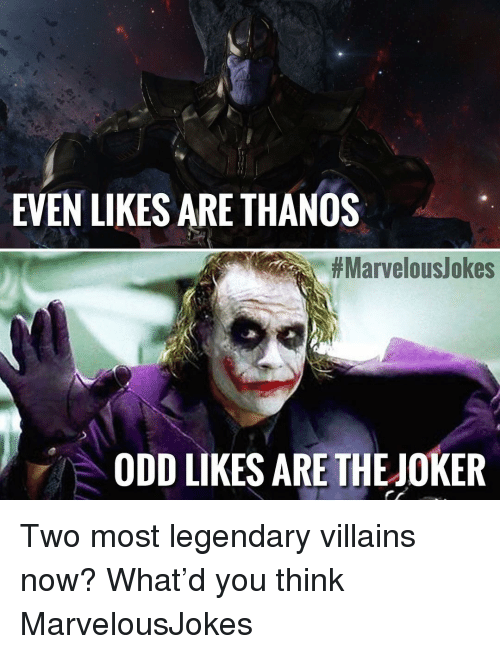 EVEN LIKES ARE THANOS
#MarvelousJokes
ODD LIKES ARE THE JOKER
Two most legendary villains
now? What’d you think
MarvelousJokes